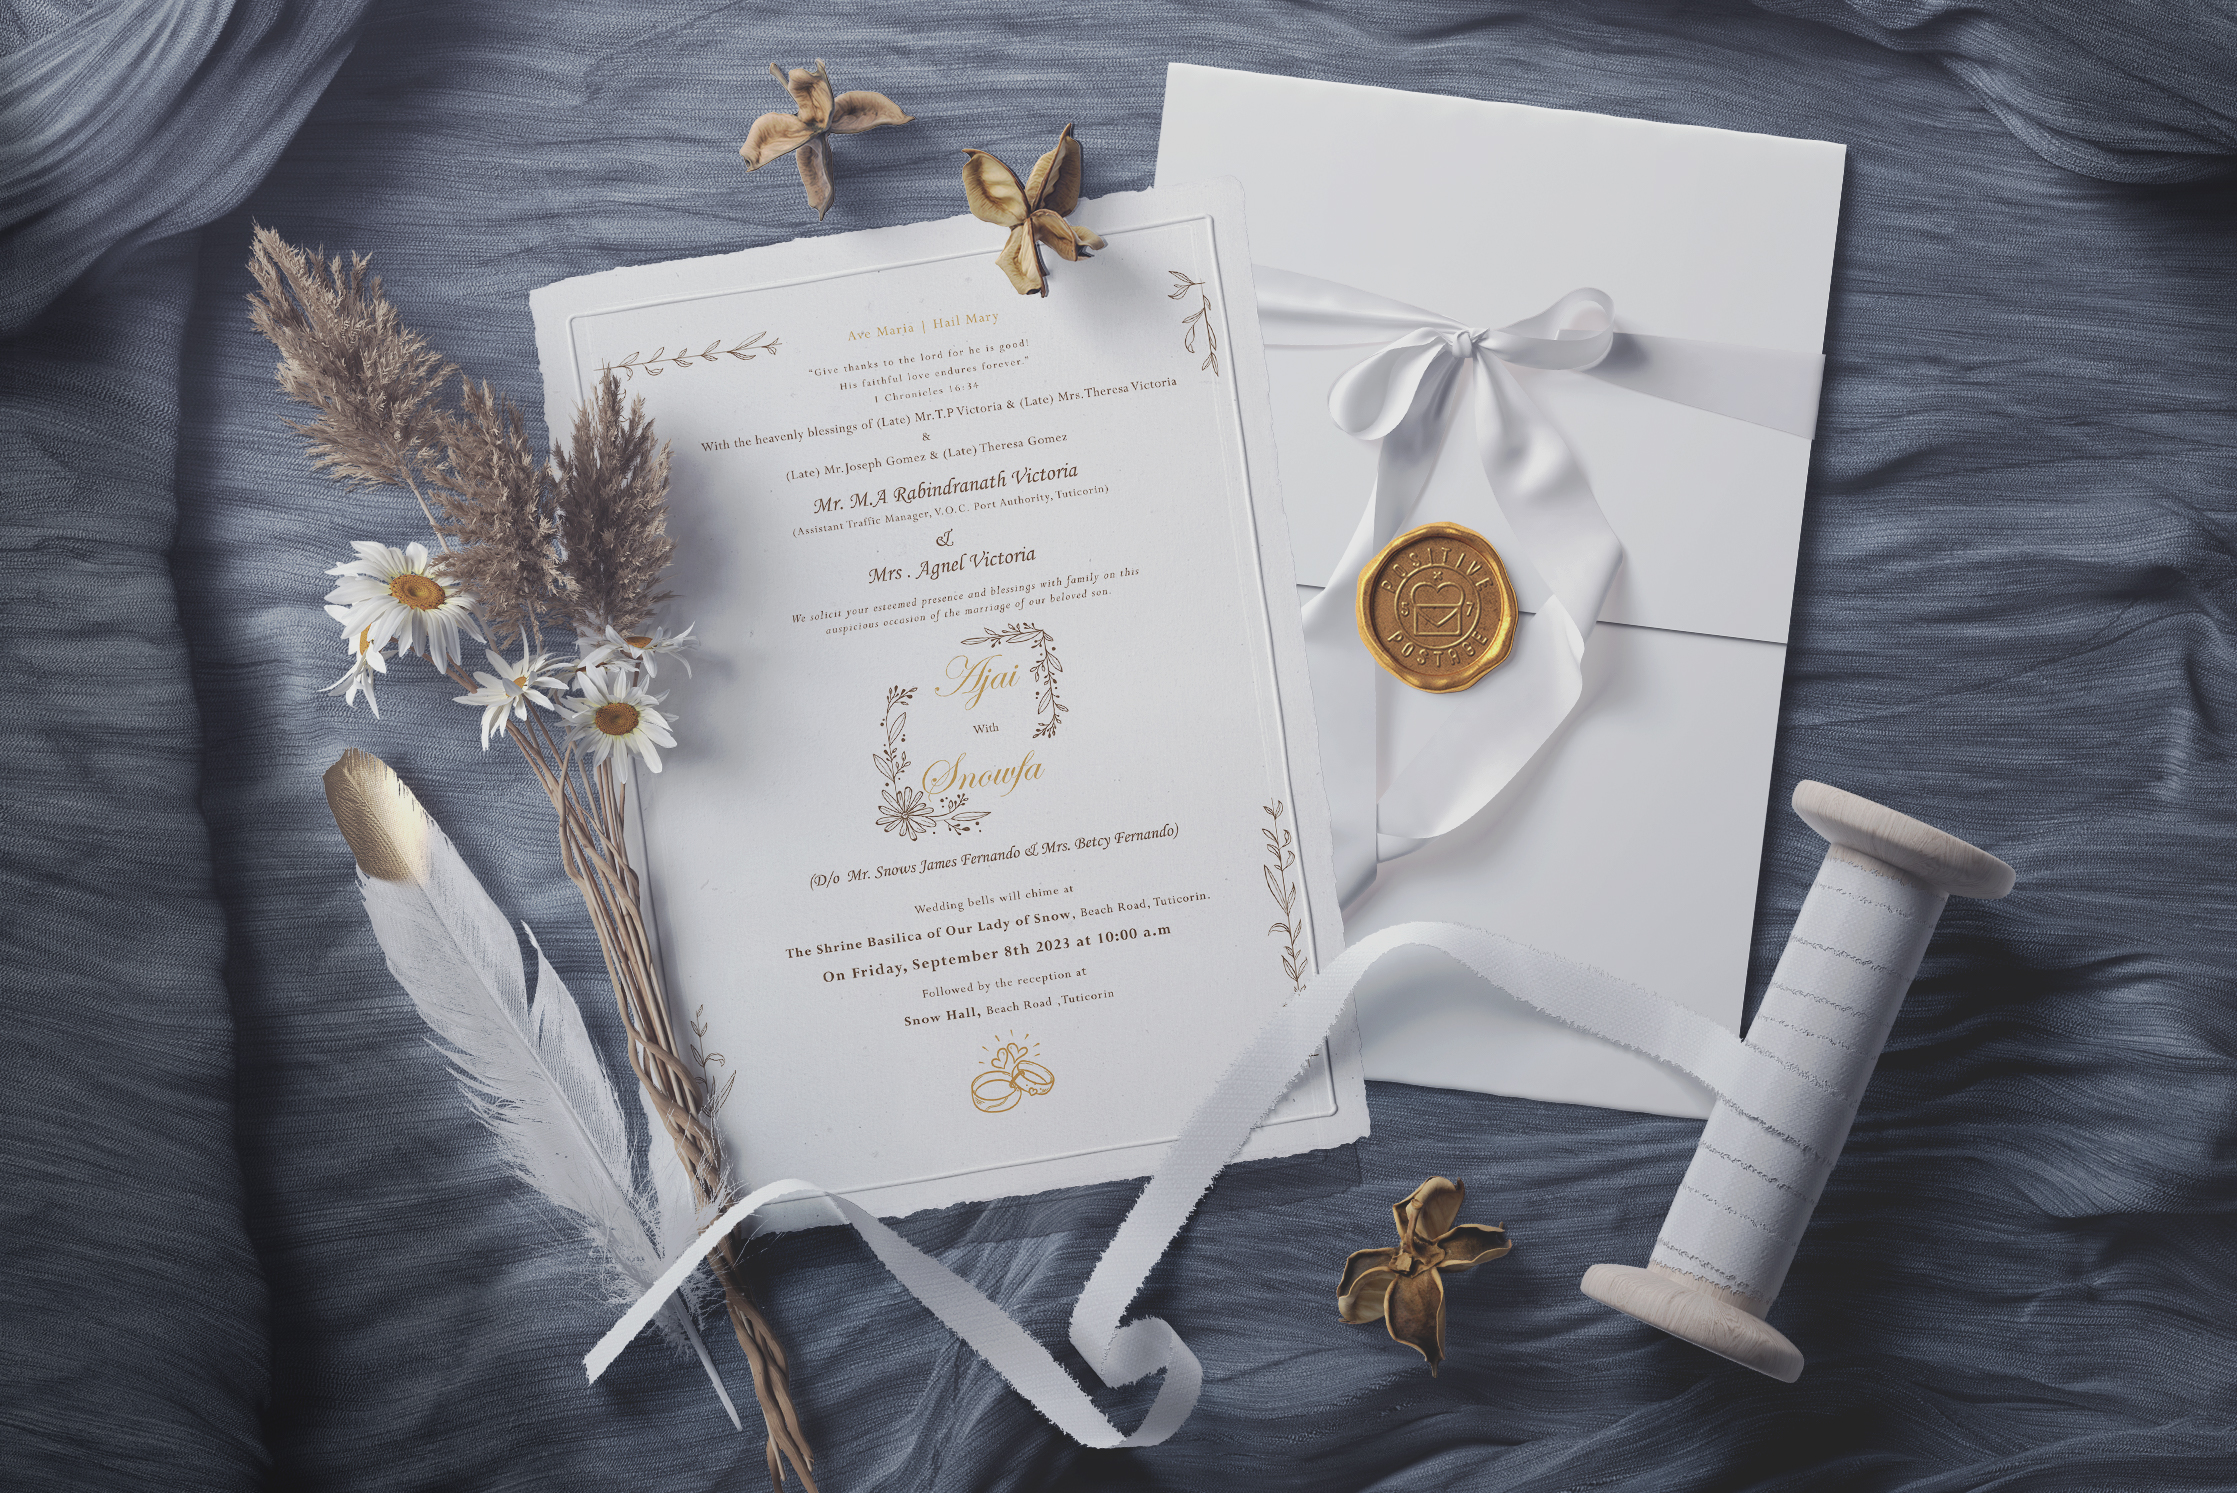 Ave Maria | Hail Mary
"Give thanks to the lord for he is good!
His faithful love endures forever."
1 Chronicles 16:34
With the heavenly blessings of (Late) Mr.T.P Victoria & (Late) Mrs.Theresa Victoria
&
(Late) Mr.Joseph Gomez & (Late) Theresa Gomez
Mr. M.A Rabindranath Victoria
(Assistant Traffic Manager, V.O.C. Port Authority, Tuticorin)
&
Mrs . Agnel Victoria
We solicit your esteemed presence and blessings with family on this
auspicious occasion of the marriage of our beloved son.
Ajai
With
Snowfa
(D/o Mr. Snows James Fernando & Mrs. Betcy Fernando)
Wedding bells will chime at
The Shrine Basilica of Our Lady of Snow, Beach Road, Tuticorin.
On Friday, September 8th 2023 at 10:00 a.m
Followed by the reception at
Snow Hall, Beach Road ,Tuticorin
POSITIVE
5 7
POSTAGE